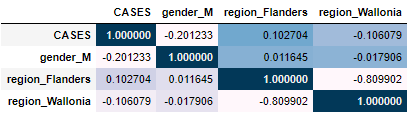 CASES gender_M region_Flanders region_Wallonia
CASES 1.000000 -0.201233 0.102704 -0.106079
gender_M -0.201233 1.000000 0.011645 -0.017906
region_Flanders 0.102704 0.011645 1.000000 -0.809902
region_Wallonia -0.106079 -0.017906 -0.809902 1.000000